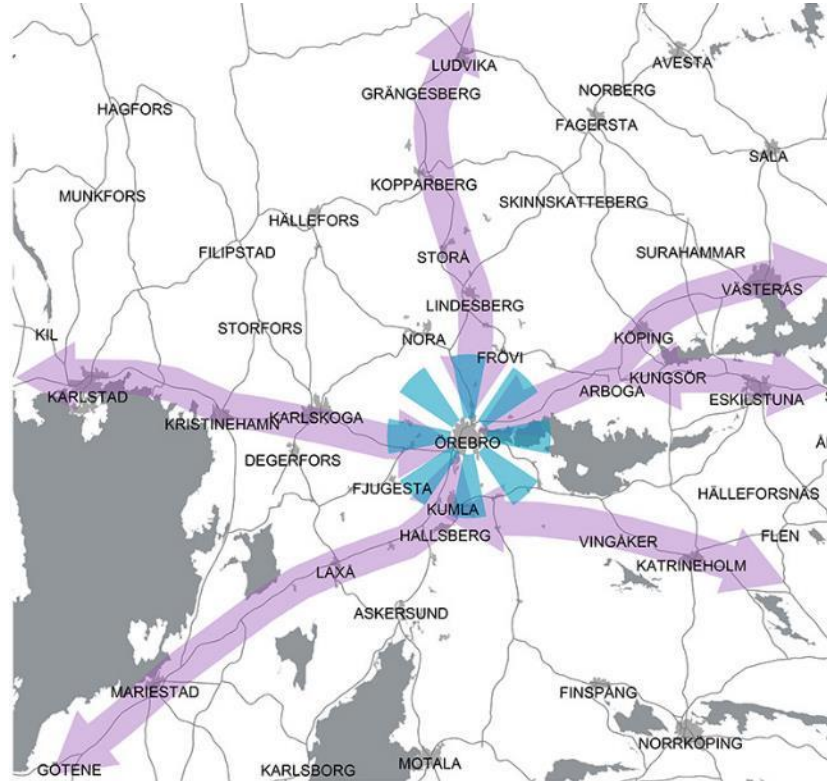 LUDVIKA
AVESTA
GRÄNGESBERG
NORBERG
HAGFORS
FAGERSTA
SALA
KOPPARBERG
MUNKFORS
SKINNSKATTEBERG
HÄLLEFORS
FILIPSTAD
STORÅ
SURAHAMMAR
VÄSTERÅS
LINDESBERG
KIL
STORFORS
NORA
KÖPING
FRÖVI
KUNGSÖR
ARBOGA
KARLSTAD
ESKILSTUNA
KRISTINEHAMN
KARLSKOGA
ÖREBRO
DEGERFORS
FJUGESTA
HÄLLEFORSNÄS
KUMLA
HALLSBERG
VINGÅKER
FLEN
KATRINEHOLM
LAXÅ
ASKERSUND
MARIESTAD
FINSPÅNG
NORRKÖPING
MOTALA
GÖTENE
KARLSBORG